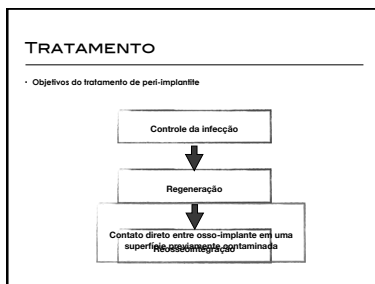 TRATAMENTO
• Objetivos do tratamento de peri-implantite
Controle da infecção
Regeneração
Contato direto entre osso-implante em uma
superfície previamente contaminada
Reosseointegração